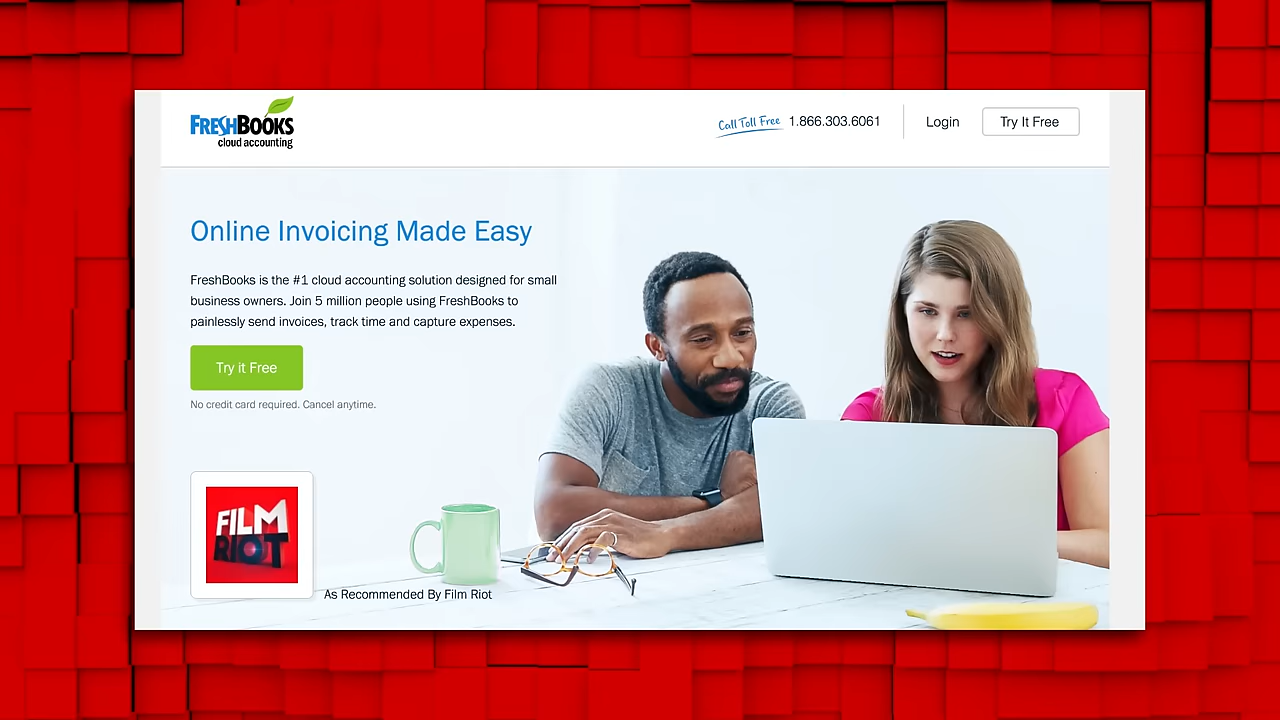 FRESHBOOKS
cloud accounting
Call Toll Free 1.866.303.6061
Login
Try It Free
Online Invoicing Made Easy
FreshBooks is the #1 cloud accounting solution designed for small
business owners. Join 5 million people using FreshBooks to
painlessly send invoices, track time and capture expenses.
Try it Free
No credit card required. Cancel anytime.
FILM
RIOT
As Recommended By Film Riot